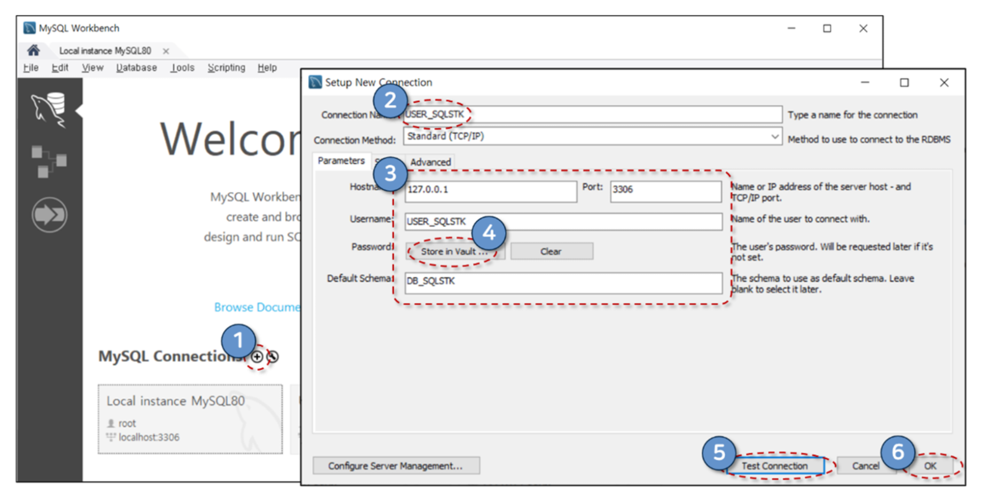 MySQL Workbench
Local instance MySQL80
File Edit View Database Tools Scripting Help
Welcor
MySQL Workben
create and bro
design and run SQ
Browse Docume
1
MySQL Connections
Local instance MySQL80
root
localhost:3306
Setup New Connection
2
Connection Name: USER_SQLSTK Type a name for the connection
Connection Method: Standard (TCP/IP) Method to use to connect to the RDBMS
Parameters Advanced
3
Hostna 127.0.0.1 Port: 3306 Name or IP address of the server host - and
TCP/IP port.
Username: USER_SQLSTK Name of the user to connect with.
4
Password: Store in Vault ... Clear The user's password. Will be requested later if it's
not set.
Default Schema: DB_SQLSTK The schema to use as default schema. Leave
blank to select it later.
5 6
Configure Server Management... Test Connection Cancel OK